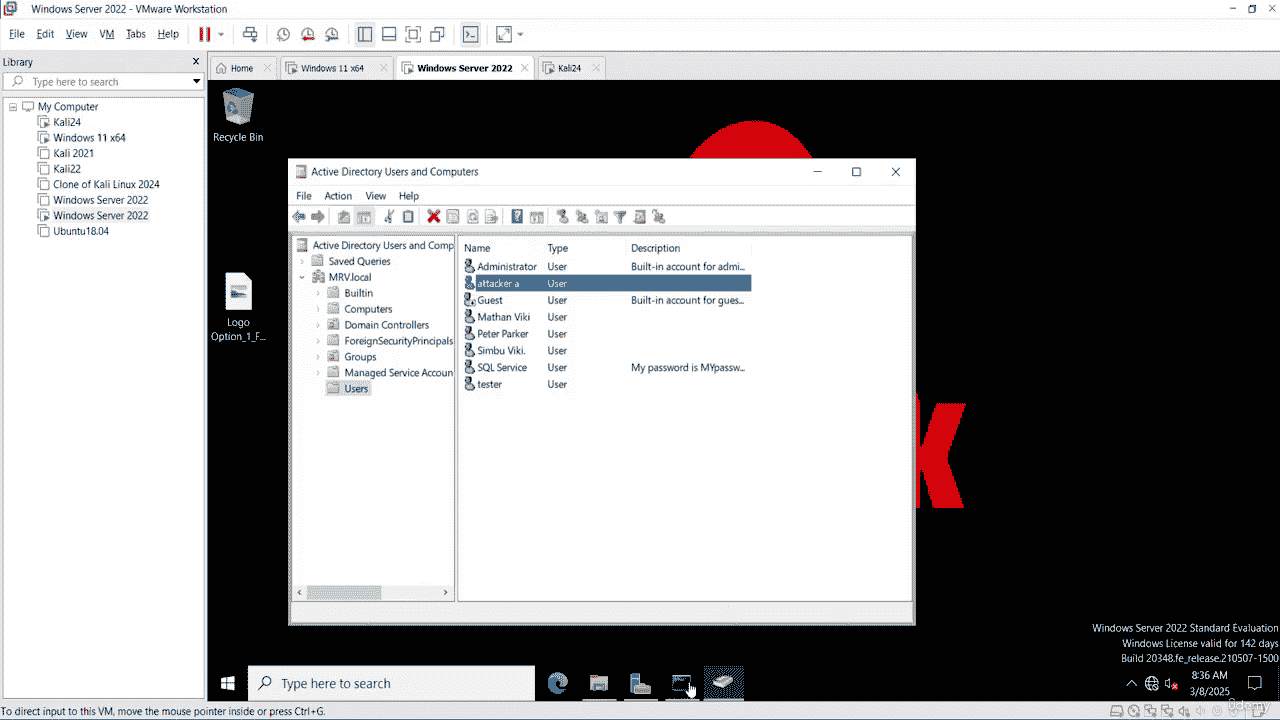 Windows Server 2022 - VMware Workstation
File Edit View VM Tabs Help
Library x
Type here to search
Home
Windows 11 x64
Windows Server 2022
Kali24
My Computer
Kali24
Windows 11 x64
Kali 2021
Kali22
Clone of Kali Linux 2024
Windows Server 2022
Windows Server 2022
Ubuntu18.04
Recycle Bin
Logo
Option_1_F...
Active Directory Users and Computers
File Action View Help
Active Directory Users and Comp
Saved Queries
MRV.local
Builtin
Computers
Domain Controllers
ForeignSecurityPrincipals
Groups
Managed Service Accoun
Users
Name Type Description
Administrator User Built-in account for admi...
attacker a User
Guest User Built-in account for gues...
Mathan Viki User
Peter Parker User
Simbu Viki. User
SQL Service User My password is MYpassw...
tester User
k
Windows Server 2022 Standard Evaluation
Windows License valid for 142 days
Build 20348.fe_release.210507-1500
Type here to search
8:36 AM
3/8/2025
To direct input to this VM, move the mouse pointer inside or press Ctrl+G.
udemy